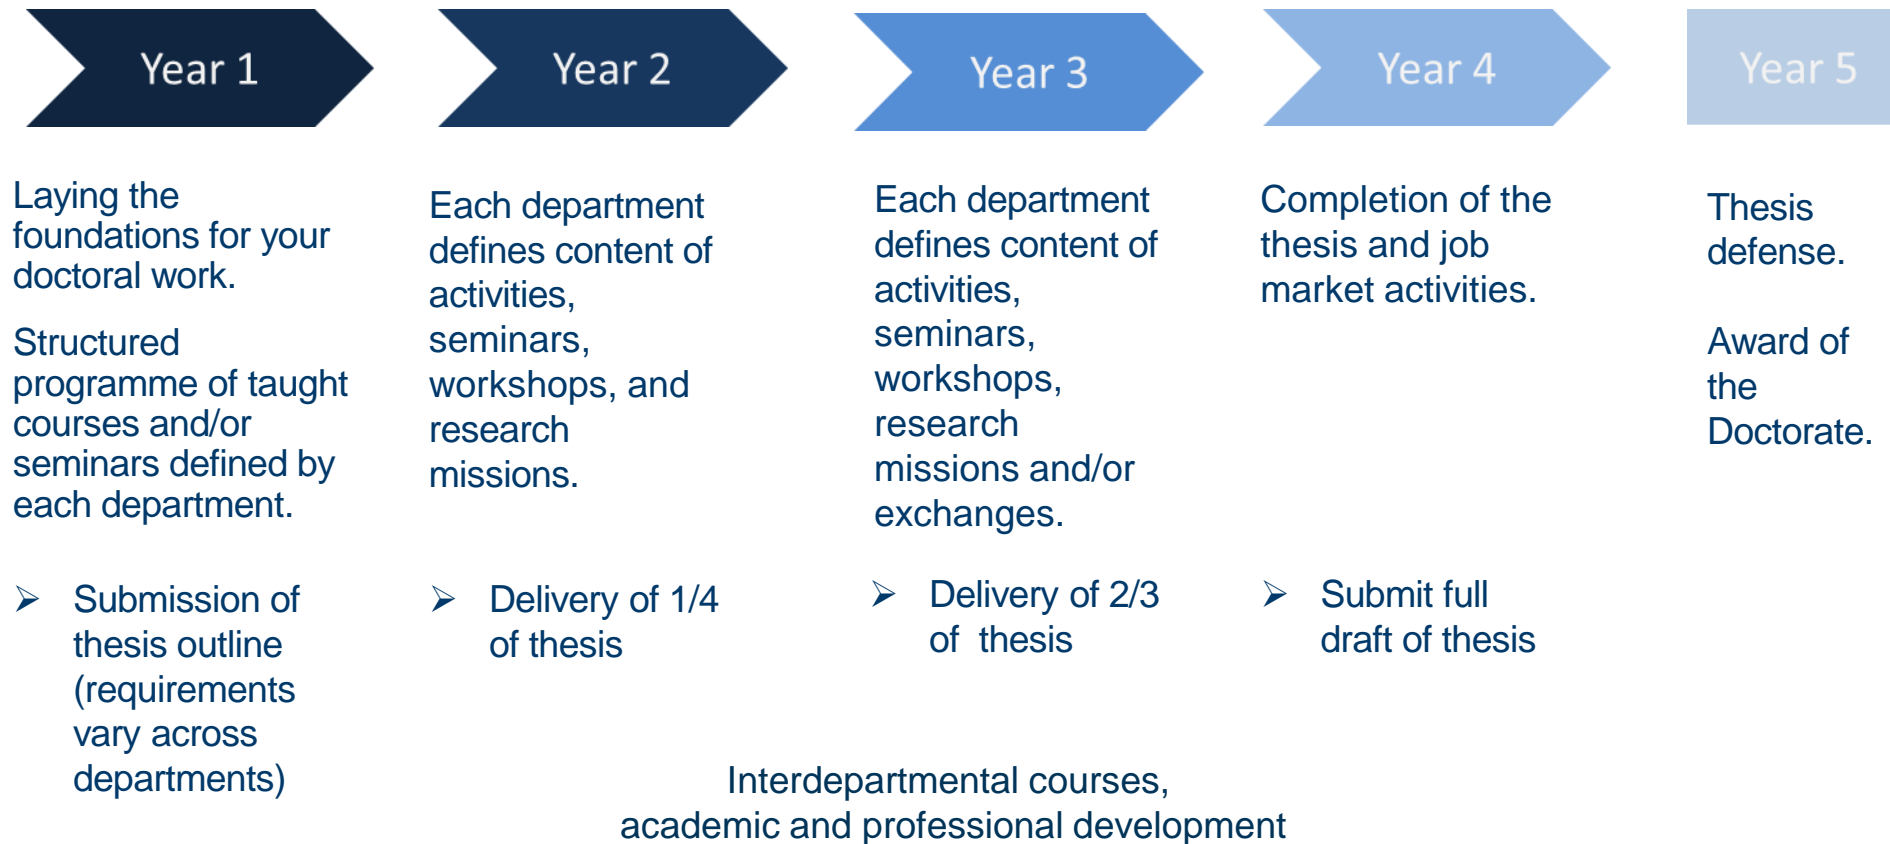 Year 1
Year 2
Year 3
Year 4
Year 5
Laying the
foundations for your
doctoral work.
Structured
programme of taught
courses and/or
seminars defined by
each department.
➢ Submission of
thesis outline
(requirements
vary across
departments)
Each department
defines content of
activities,
seminars,
workshops, and
research
missions.
➢ Delivery of 1/4
of thesis
Each department
defines content of
activities,
seminars,
workshops,
research
missions and/or
exchanges.
➢ Delivery of 2/3
of thesis
Completion of the
thesis and job
market activities.
➢ Submit full
draft of thesis
Thesis
defense.
Award of
the
Doctorate.
Interdepartmental courses,
academic and professional development